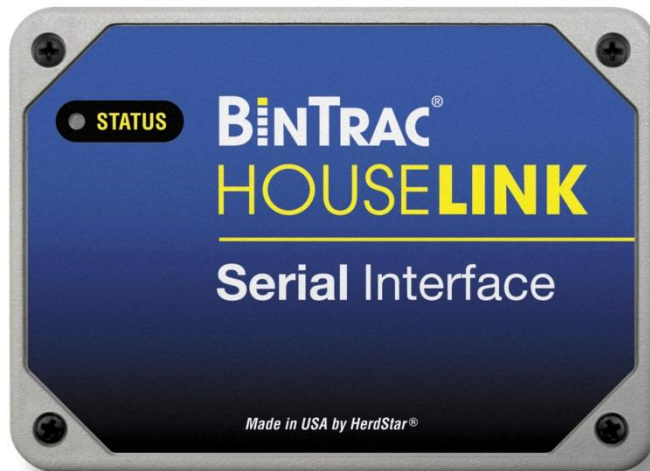 STATUS
BINTRAC®
HOUSELINK
Serial Interface
Made in USA by HerdStar®